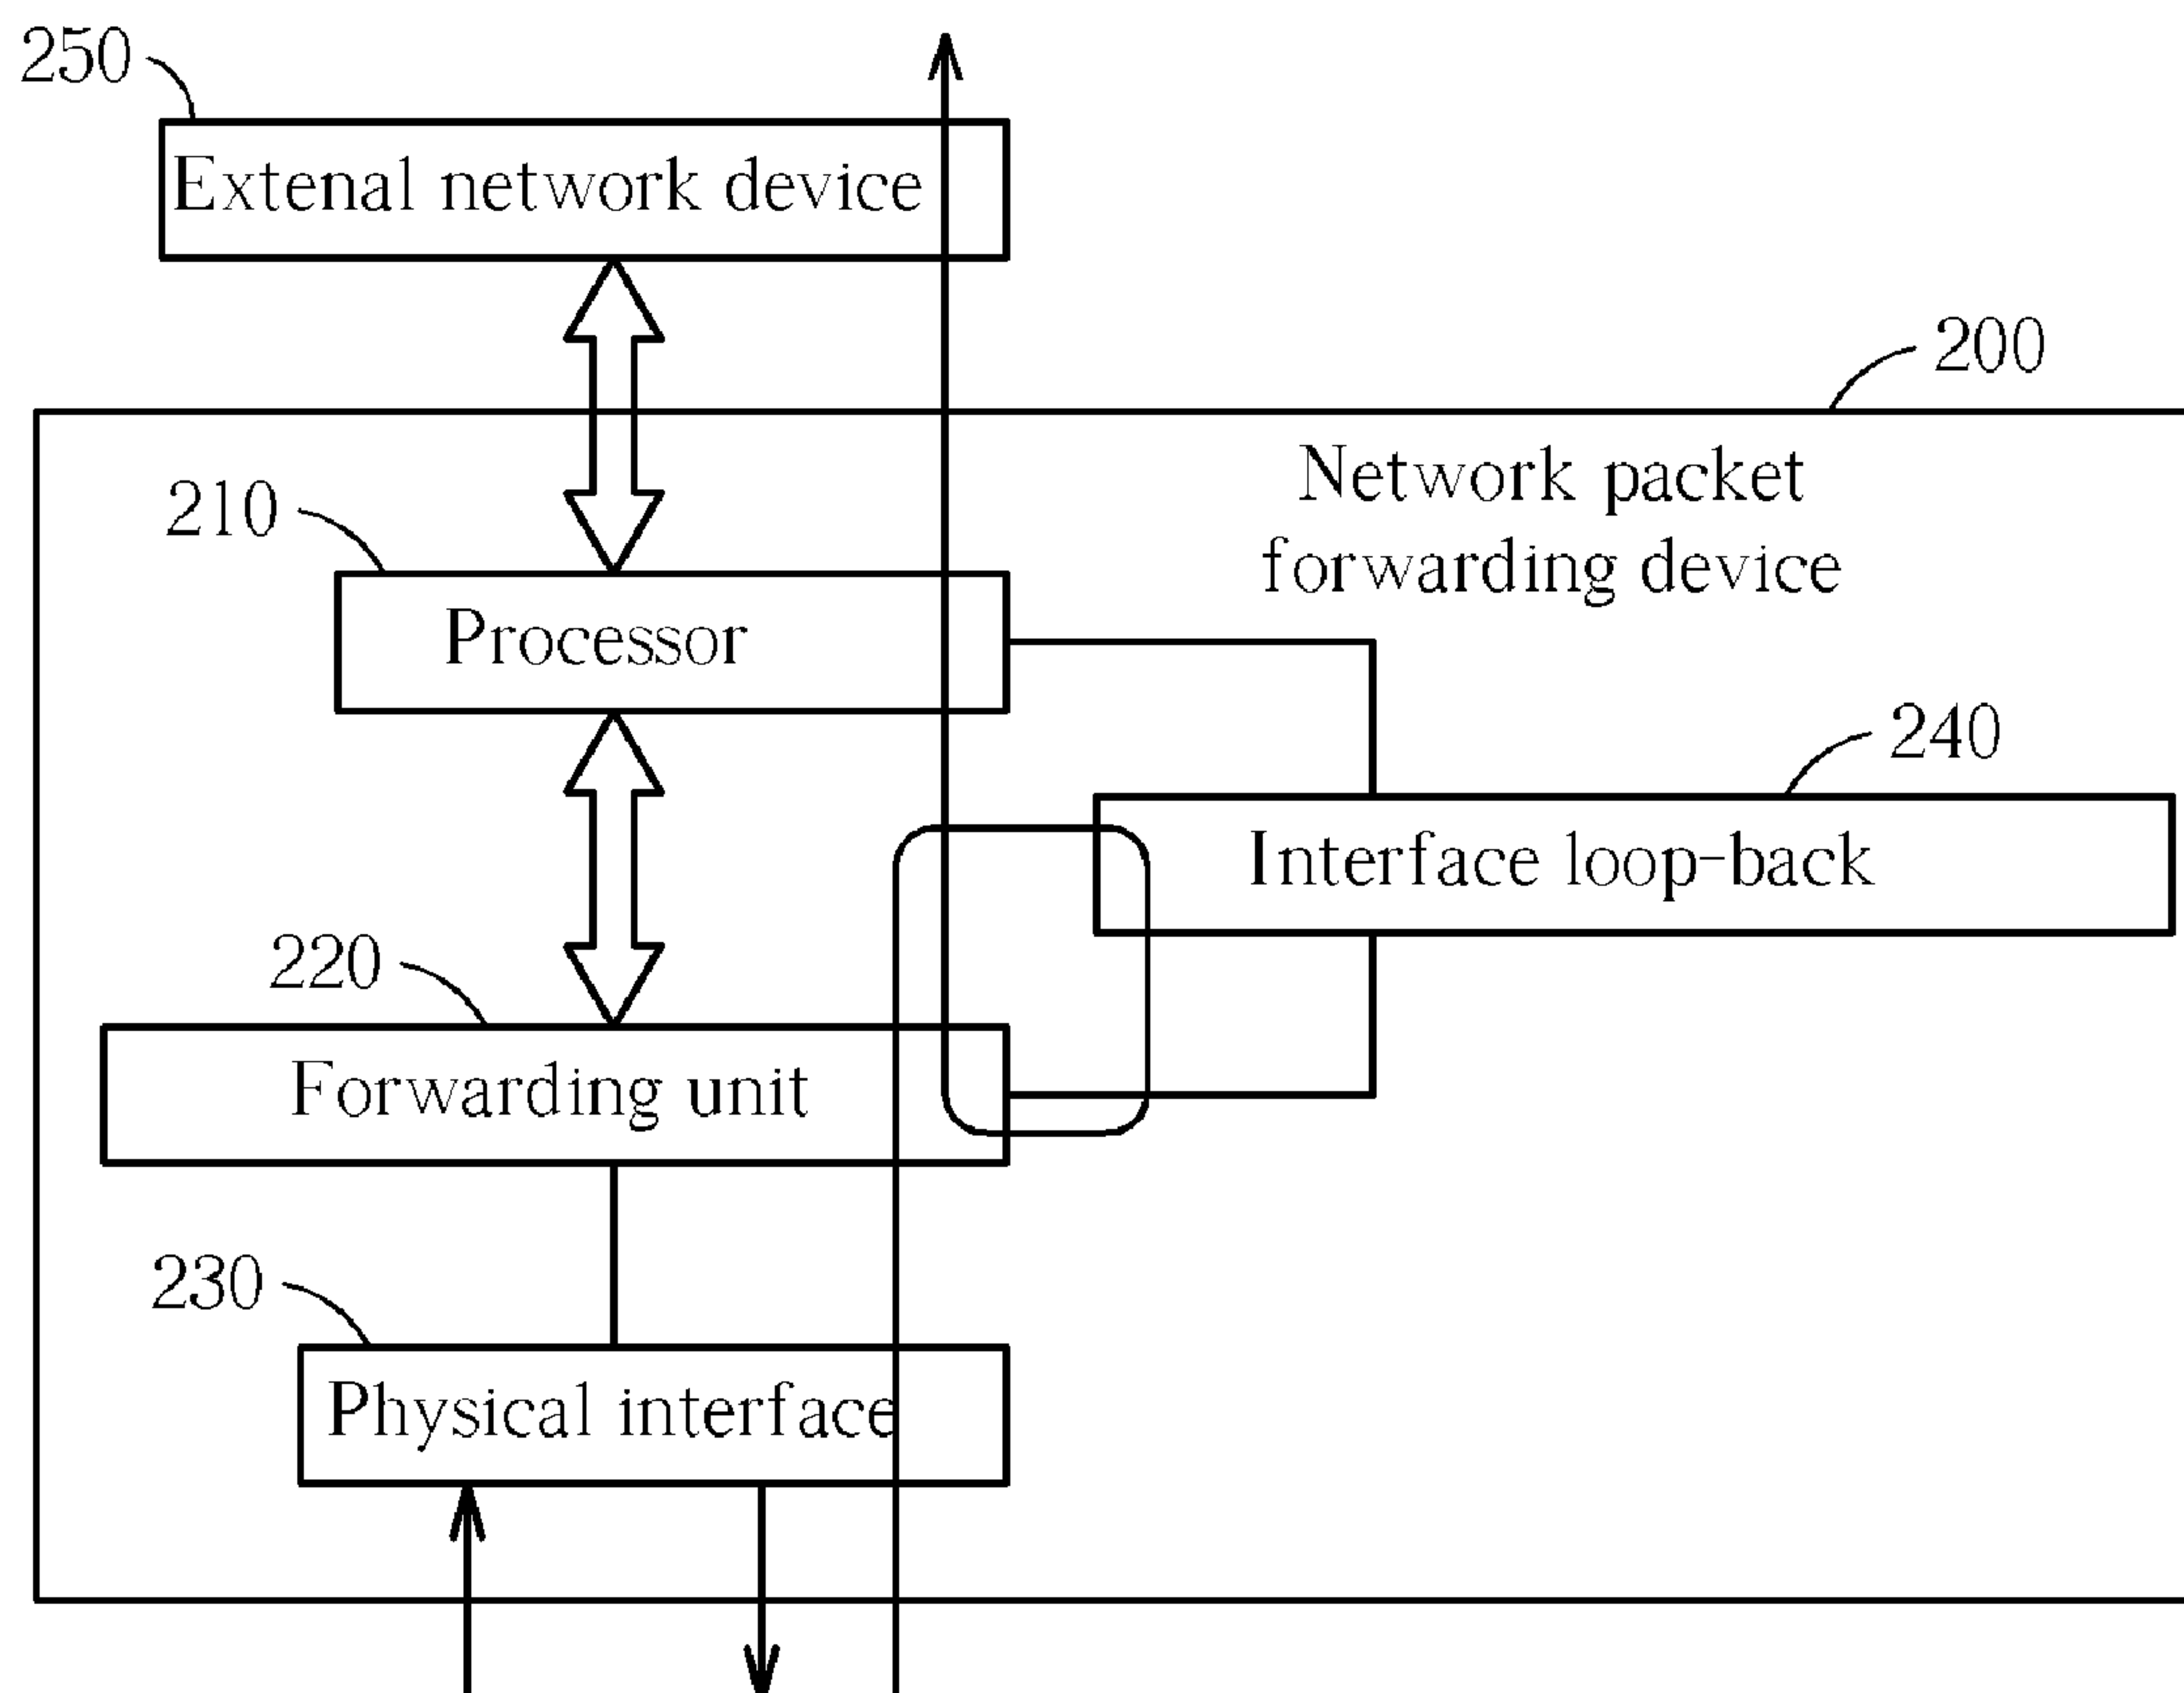 250
Extenal network device
200
Network packet
forwarding device
210
Processor
240
Interface loop-back
220
Forwarding unit
230
Physical interface